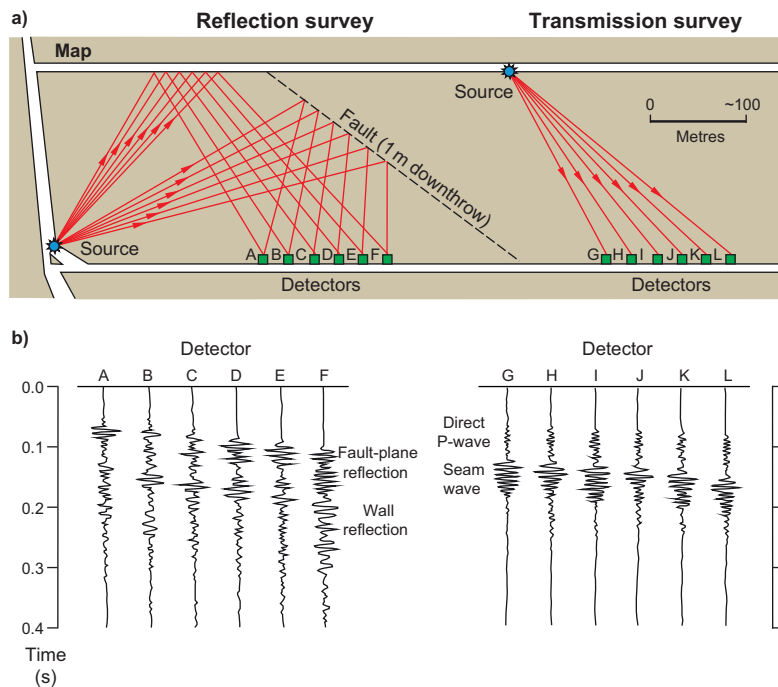 a)
Reflection survey
Transmission survey
Map
Source
Fault (1 m downthrow)
0 ~100
Metres
Source
A B C D E F
G H I J K L
Detectors
Detectors
b)
Detector
Detector
A B C D E F
G H I J K L
0.0
0.1
0.2
0.3
0.4
Time
(s)
Fault-plane
reflection
Wall
reflection
Direct
P-wave
Seam
wave